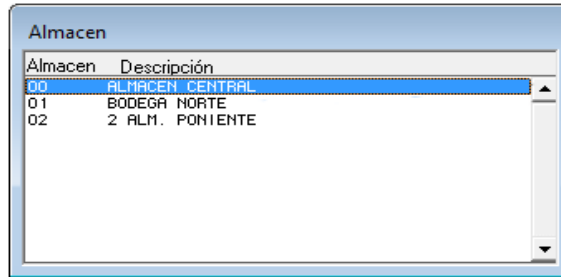 Almacen
Almacen Descripción
00 ALMACEN CENTRAL
01 BODEGA NORTE
02 2 ALM. PONIENTE